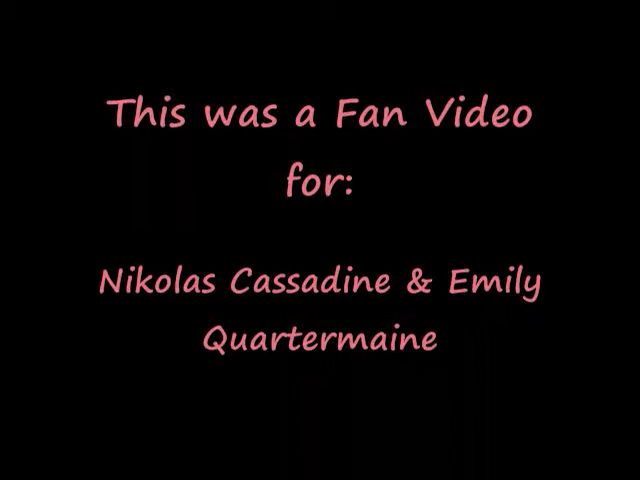 This was a Fan Video
for:
Nikolas Cassadine & Emily
Quartermaine